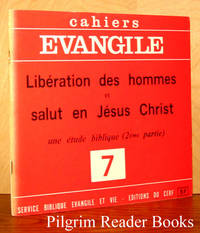 cahiers
EVANGILE
Libération des hommes
et
salut en Jésus Christ
une étude biblique (2ème partie)
7
SERVICE BIBLIQUE EVANGILE ET VIE - EDITIONS DU CERF
Pilgrim Reader Books